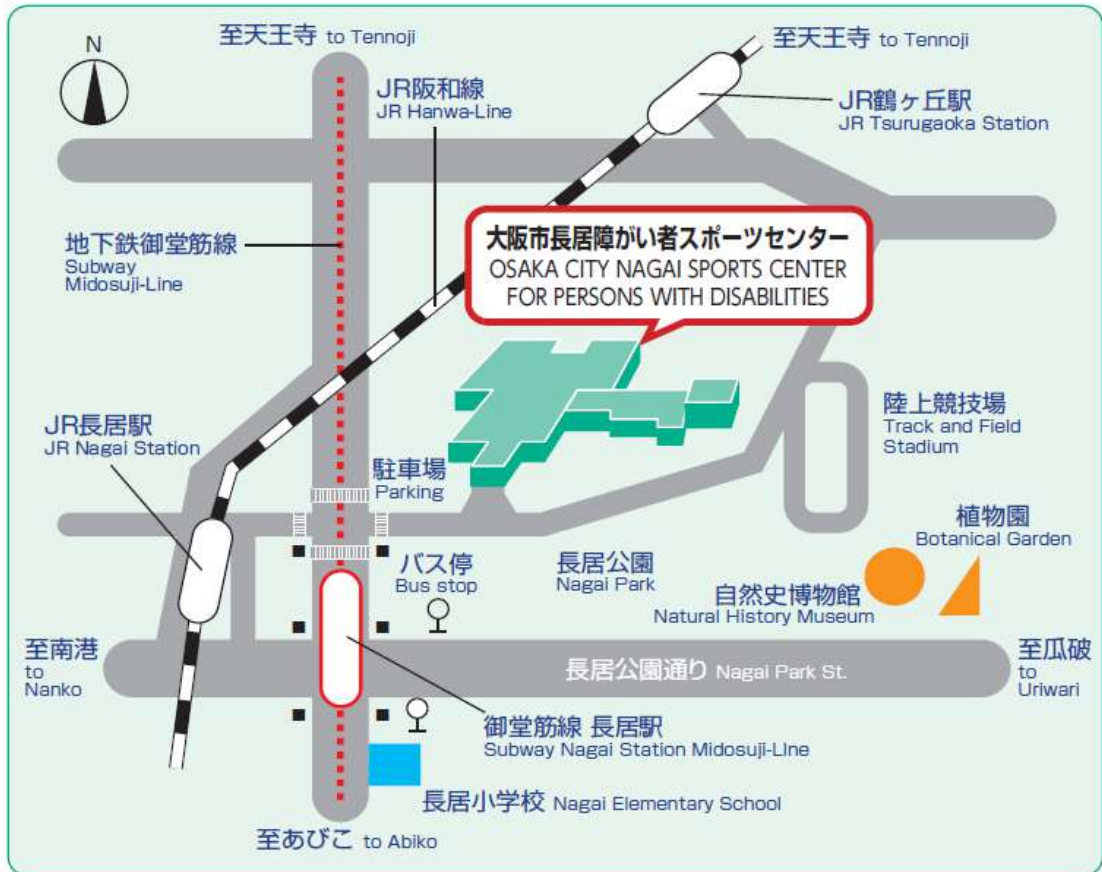 N
至天王寺 to Tennoji
至天王寺 to Tennoji
JR阪和線
JR Hanwa-Line
JR鶴ヶ丘駅
JR Tsurugaoka Station
地下鉄御堂筋線
Subway
Midosuji-Line
大阪市長居障がい者スポーツセンター
OSAKA CITY NAGAI SPORTS CENTER
FOR PERSONS WITH DISABILITIES
JR長居駅
JR Nagai Station
陸上競技場
Track and Field
Stadium
駐車場
Parking
植物園
Botanical Garden
バス停
Bus stop
長居公園
Nagai Park
自然史博物館
Natural History Museum
至南港
to
Nanko
長居公園通り Nagai Park St.
至瓜破
to
Uriwari
御堂筋線 長居駅
Subway Nagai Station Midosuji-LIne
長居小学校 Nagai Elementary School
至あびこ to Abiko